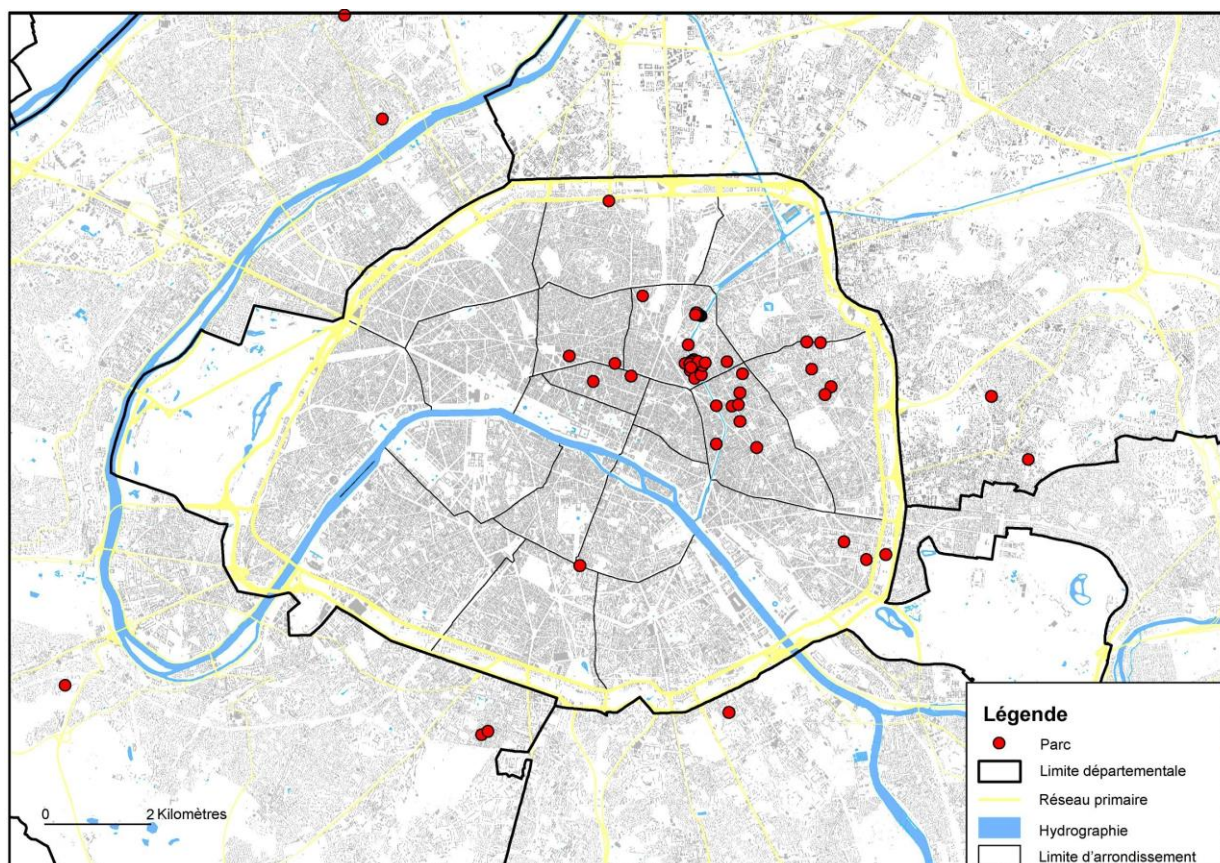 Légende
Parc
Limite départementale
Réseau primaire
Hydrographie
Limite d'arrondissement
0 2 Kilomètres